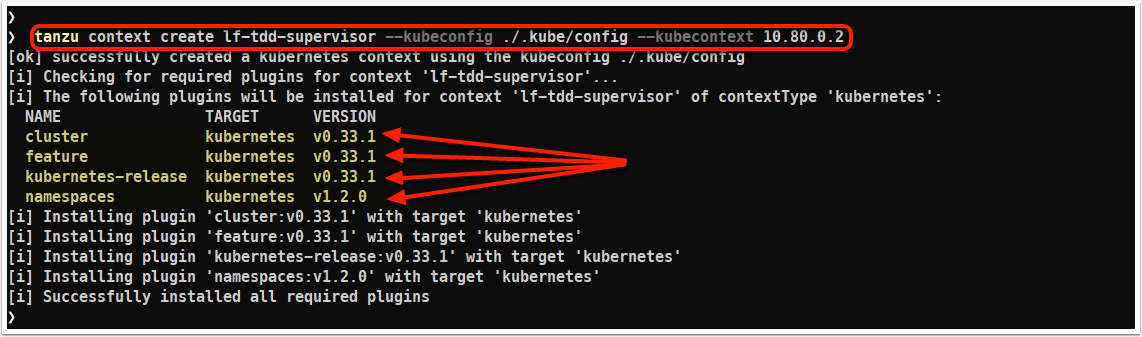 ❯
❯ tanzu context create lf-tdd-supervisor --kubeconfig ./.kube/config --kubecontext 10.80.0.2
[ok] successfully created a kubernetes context using the kubeconfig ./.kube/config
[i] Checking for required plugins for context 'lf-tdd-supervisor'...
[i] The following plugins will be installed for context 'lf-tdd-supervisor' of contextType 'kubernetes':
NAME TARGET VERSION
cluster kubernetes v0.33.1
feature kubernetes v0.33.1
kubernetes-release kubernetes v0.33.1
namespaces kubernetes v1.2.0
[i] Installing plugin 'cluster:v0.33.1' with target 'kubernetes'
[i] Installing plugin 'feature:v0.33.1' with target 'kubernetes'
[i] Installing plugin 'kubernetes-release:v0.33.1' with target 'kubernetes'
[i] Installing plugin 'namespaces:v1.2.0' with target 'kubernetes'
[i] Successfully installed all required plugins
❯